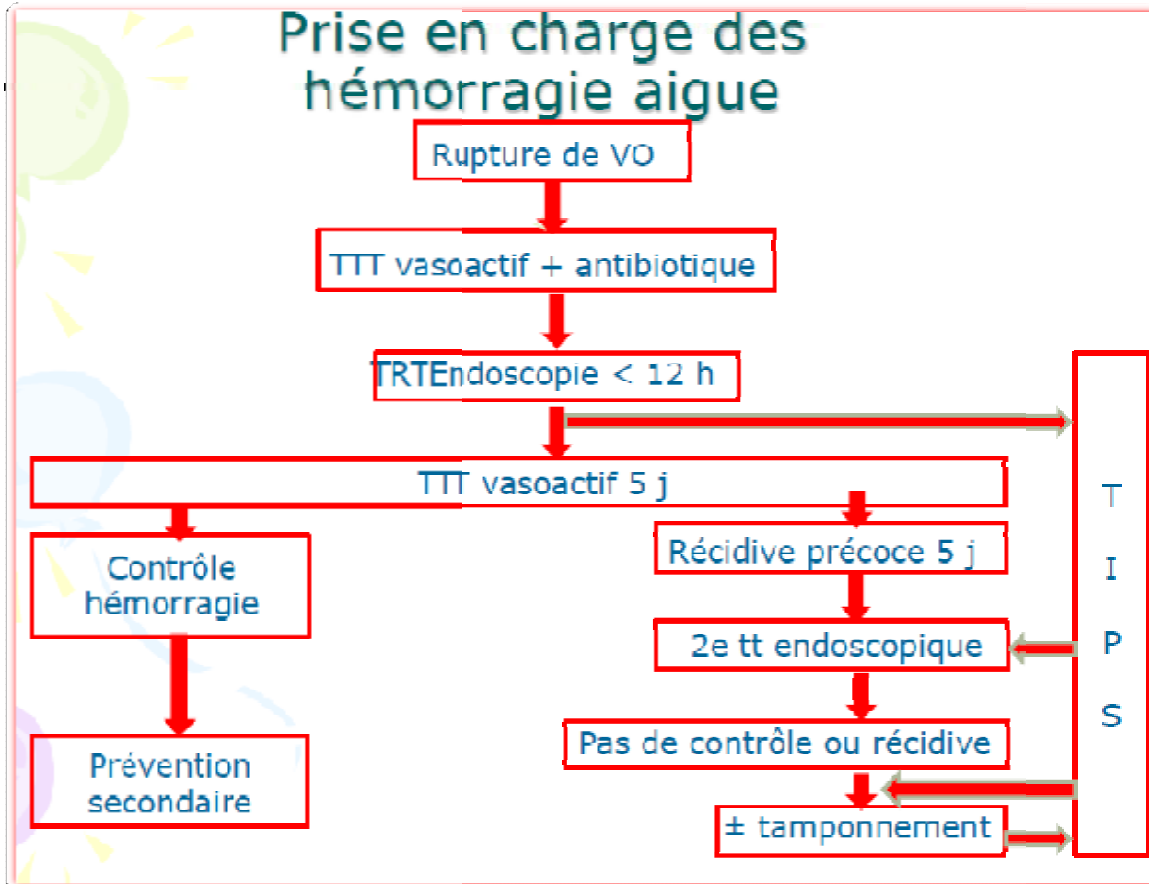 Prise en charge des
hémorragie aigue
Rupture de VO
TTT vasoactif + antibiotique
TRTEndoscopie < 12 h
TTT vasoactif 5 j
Contrôle
hémorragie
Prévention
secondaire
Récidive précoce 5 j
2e tt endoscopique
Pas de contrôle ou récidive
± tamponnement
T
I
P
S